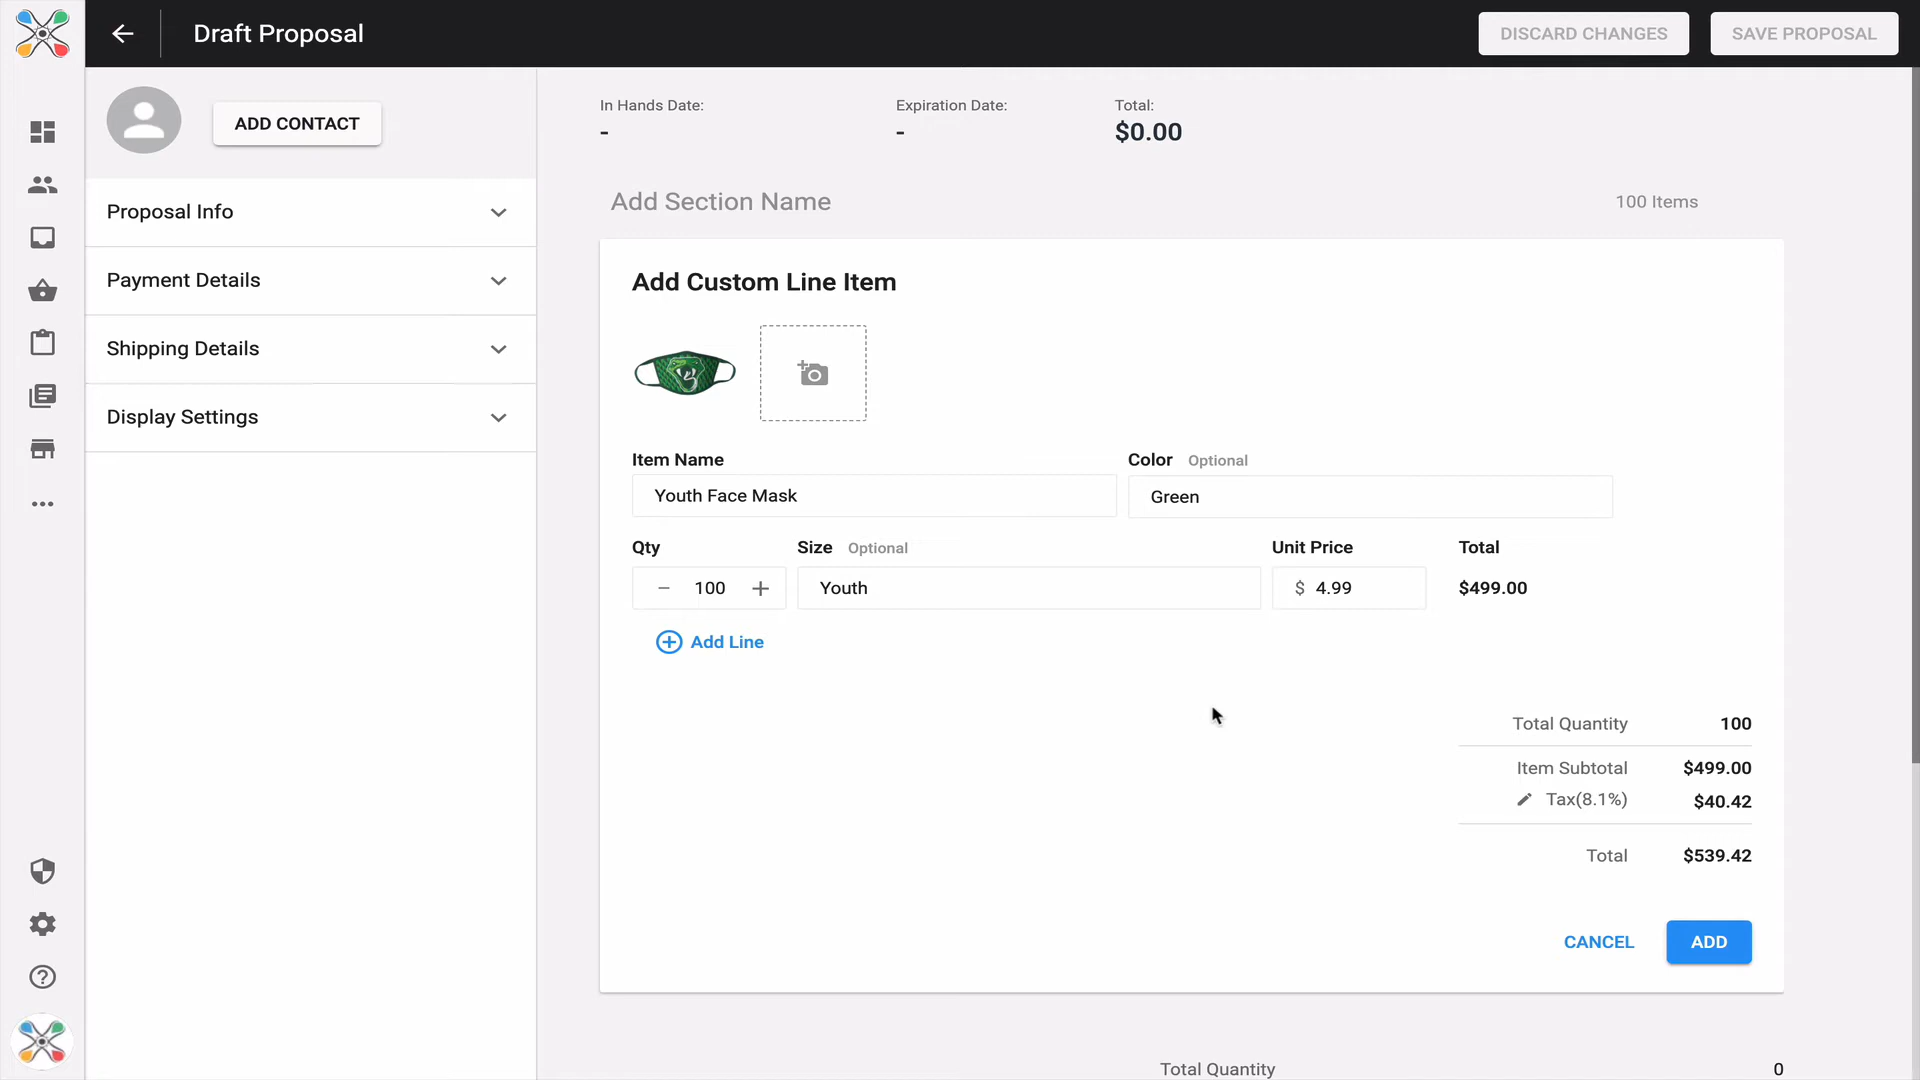 Draft Proposal
DISCARD CHANGES
SAVE PROPOSAL
ADD CONTACT
Proposal Info
Payment Details
Shipping Details
Display Settings
In Hands Date:
-
Expiration Date:
-
Total:
$0.00
Add Section Name
100 Items
Add Custom Line Item
Item Name
Color Optional
Youth Face Mask
Green
Qty
Size Optional
Unit Price
Total
− 100 +
Youth
$ 4.99
$499.00
Add Line
Total Quantity 100
Item Subtotal $499.00
Tax(8.1%) $40.42
Total $539.42
CANCEL
ADD
Total Quantity 0